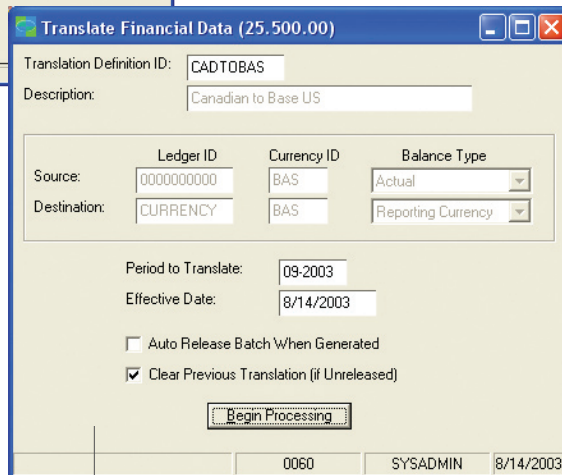 Translate Financial Data (25.500.00)
Translation Definition ID: CADTOBAS
Description: Canadian to Base US
Ledger ID Currency ID Balance Type
Source: 0000000000 BAS Actual
Destination: CURRENCY BAS Reporting Currency
Period to Translate: 09-2003
Effective Date: 8/14/2003
Auto Release Batch When Generated
Clear Previous Translation (if Unreleased)
Begin Processing
0060 SYSADMIN 8/14/2003